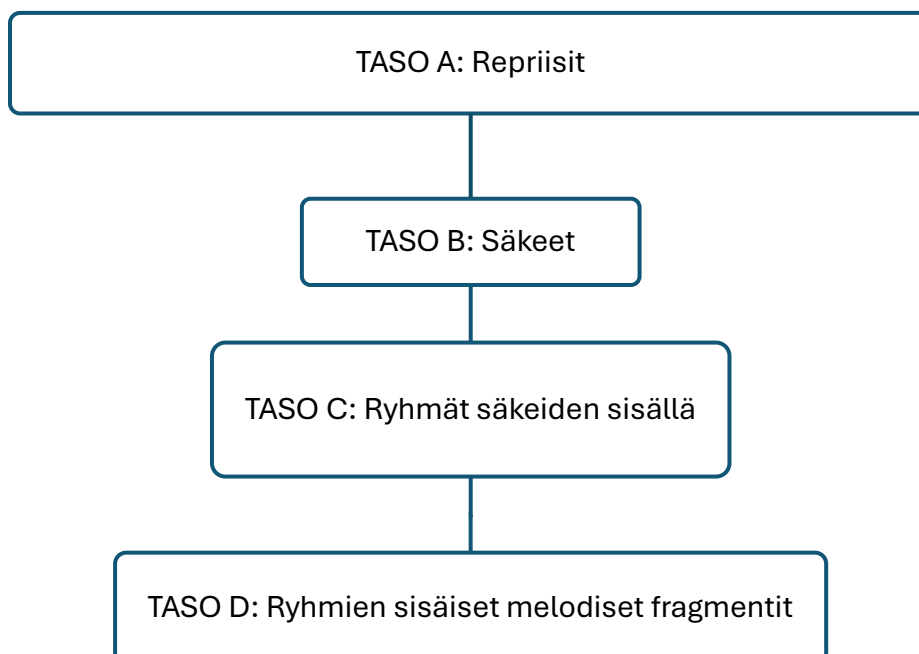 TASO A: Repriisit
TASO B: Säkeet
TASO C: Ryhmät säkeiden sisällä
TASO D: Ryhmien sisäiset melodiset fragmentit